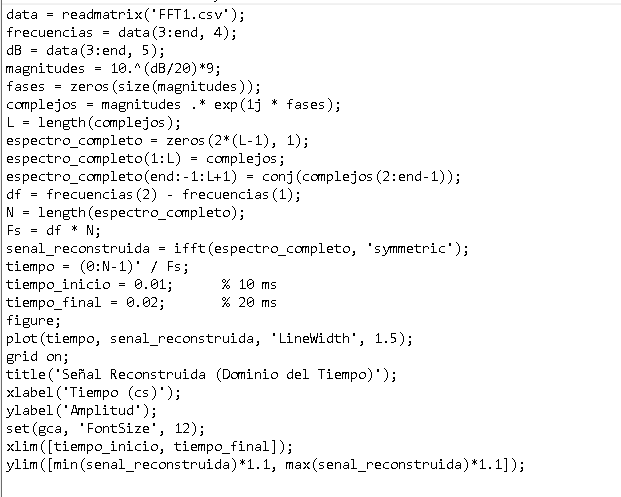 data = readmatrix('FFT1.csv');
frecuencias = data(3:end, 4);
dB = data(3:end, 5);
magnitudes = 10.^(dB/20)*9;
fases = zeros(size(magnitudes));
complejos = magnitudes .* exp(1j * fases);
L = length(complejos);
espectro_completo = zeros(2*(L-1), 1);
espectro_completo(1:L) = complejos;
espectro_completo(end:-1:L+1) = conj(complejos(2:end-1));
df = frecuencias(2) - frecuencias(1);
N = length(espectro_completo);
Fs = df * N;
senal_reconstruida = ifft(espectro_completo, 'symmetric');
tiempo = (0:N-1)' / Fs;
tiempo_inicio = 0.01;      % 10 ms
tiempo_final = 0.02;       % 20 ms
figure;
plot(tiempo, senal_reconstruida, 'LineWidth', 1.5);
grid on;
title('Señal Reconstruida (Dominio del Tiempo)');
xlabel('Tiempo (cs)');
ylabel('Amplitud');
set(gca, 'FontSize', 12);
xlim([tiempo_inicio, tiempo_final]);
ylim([min(senal_reconstruida)*1.1, max(senal_reconstruida)*1.1]);